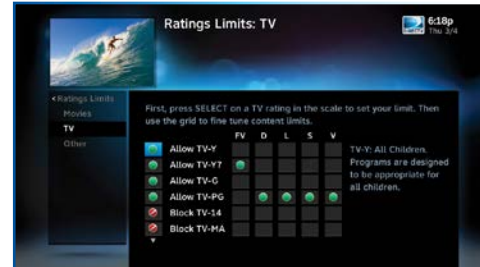 Ratings Limits: TV
6:18p
Thu 3/4
<Ratings Limits
Movies
TV
Other
First, press SELECT on a TV rating in the scale to set your limit. Then
use the grid to fine tune content limits.
FV D L S V
Allow TV-Y
Allow TV-Y7
Allow TV-G
Allow TV-PG
Block TV-14
Block TV-MA
TV-Y: All Children.
Programs are designed
to be appropriate for
all children.